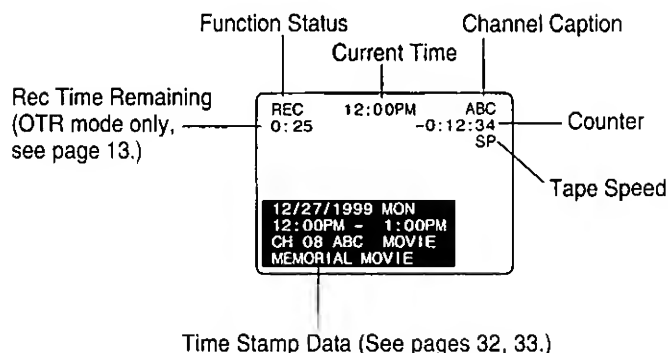 Function Status
Channel Caption
Current Time
Rec Time Remaining
(OTR mode only,
see page 13.)
REC 12:00PM ABC
0:25 -0:12:34
SP
Counter
Tape Speed
12/27/1999 MON
12:00PM - 1:00PM
CH 08 ABC MOVIE
MEMORIAL MOVIE
Time Stamp Data (See pages 32, 33.)